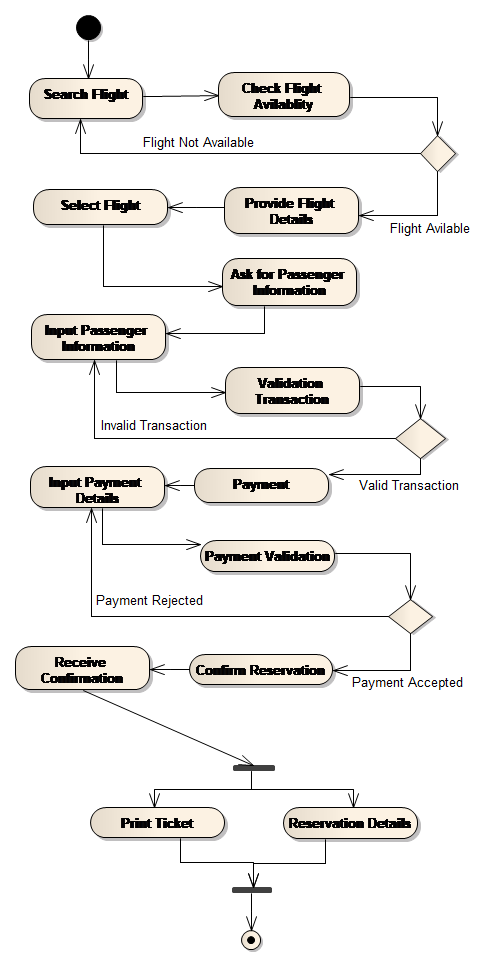 Search Flight
Check Flight
Avilablity
Flight Not Available
Flight Avilable
Provide Flight
Details
Select Flight
Ask for Passenger
Information
Input Passenger
Information
Validation
Transaction
Invalid Transaction
Valid Transaction
Payment
Input Payment
Details
Payment Validation
Payment Rejected
Payment Accepted
Confirm Reservation
Receive
Confirmation
Print Ticket
Reservation Details